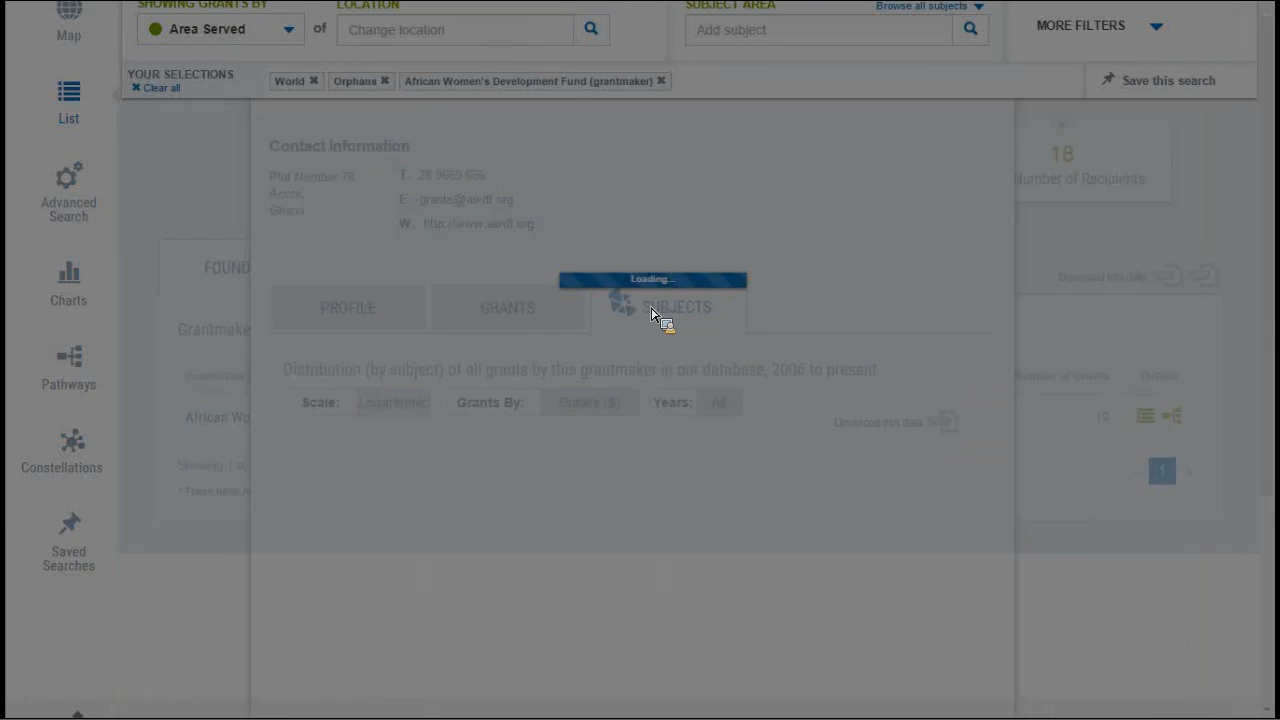 SHOWING GRANTS BY
LOCATION
SUBJECT AREA
Browse all subjects
Map
Area Served
of
Change location
Add subject
MORE FILTERS
YOUR SELECTIONS
Clear all
World
Orphans
African Women's Development Fund (grantmaker)
Save this search
List
Contact Information
Plot Number 78
Accra,
Ghana
T. 28 9669 666
E. grants@awdf.org
W. http://www.awdf.org
18
Number of Recipients
Advanced
Search
FOUND
Loading...
Download this data
Charts
PROFILE
GRANTS
SUBJECTS
Grantmake
Distribution (by subject) of all grants by this grantmaker in our database, 2006 to present.
Number of Grants
Details
Pathways
Scale:
Logarithmic
Grants By:
Dollars ($)
Years:
All
African Wo
Download this data
19
Constellations
Showing
1
Saved
Searches